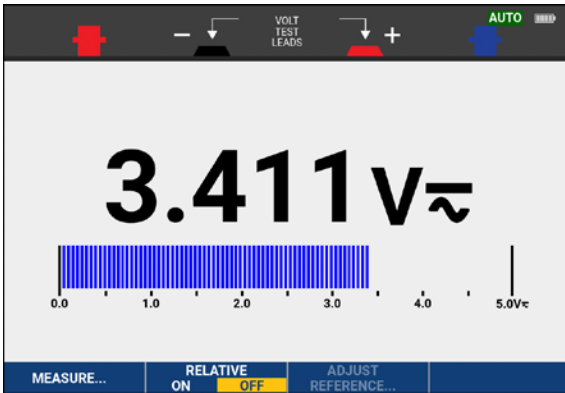 VOLT
TEST
LEADS
− +
AUTO
3.411 V⏦
0.0 1.0 2.0 3.0 4.0 5.0V⏦
MEASURE...
RELATIVE
ON OFF
ADJUST
REFERENCE...